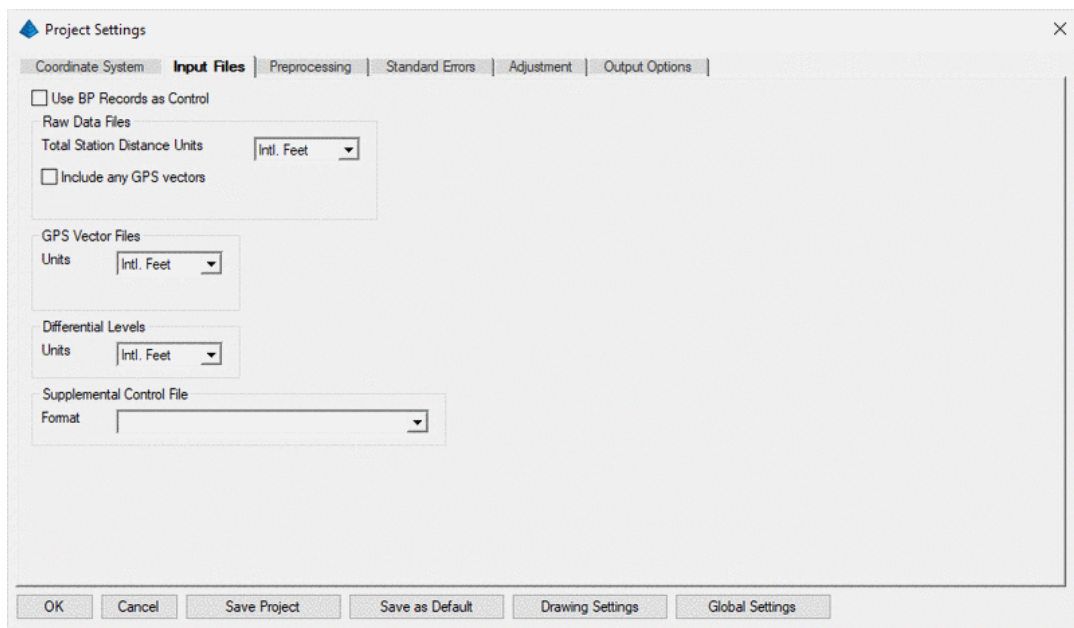 Project Settings
Coordinate System Input Files Preprocessing Standard Errors Adjustment Output Options
Use BP Records as Control
Raw Data Files
Total Station Distance Units Intl. Feet
Include any GPS vectors
GPS Vector Files
Units Intl. Feet
Differential Levels
Units Intl. Feet
Supplemental Control File
Format
OK Cancel Save Project Save as Default Drawing Settings Global Settings